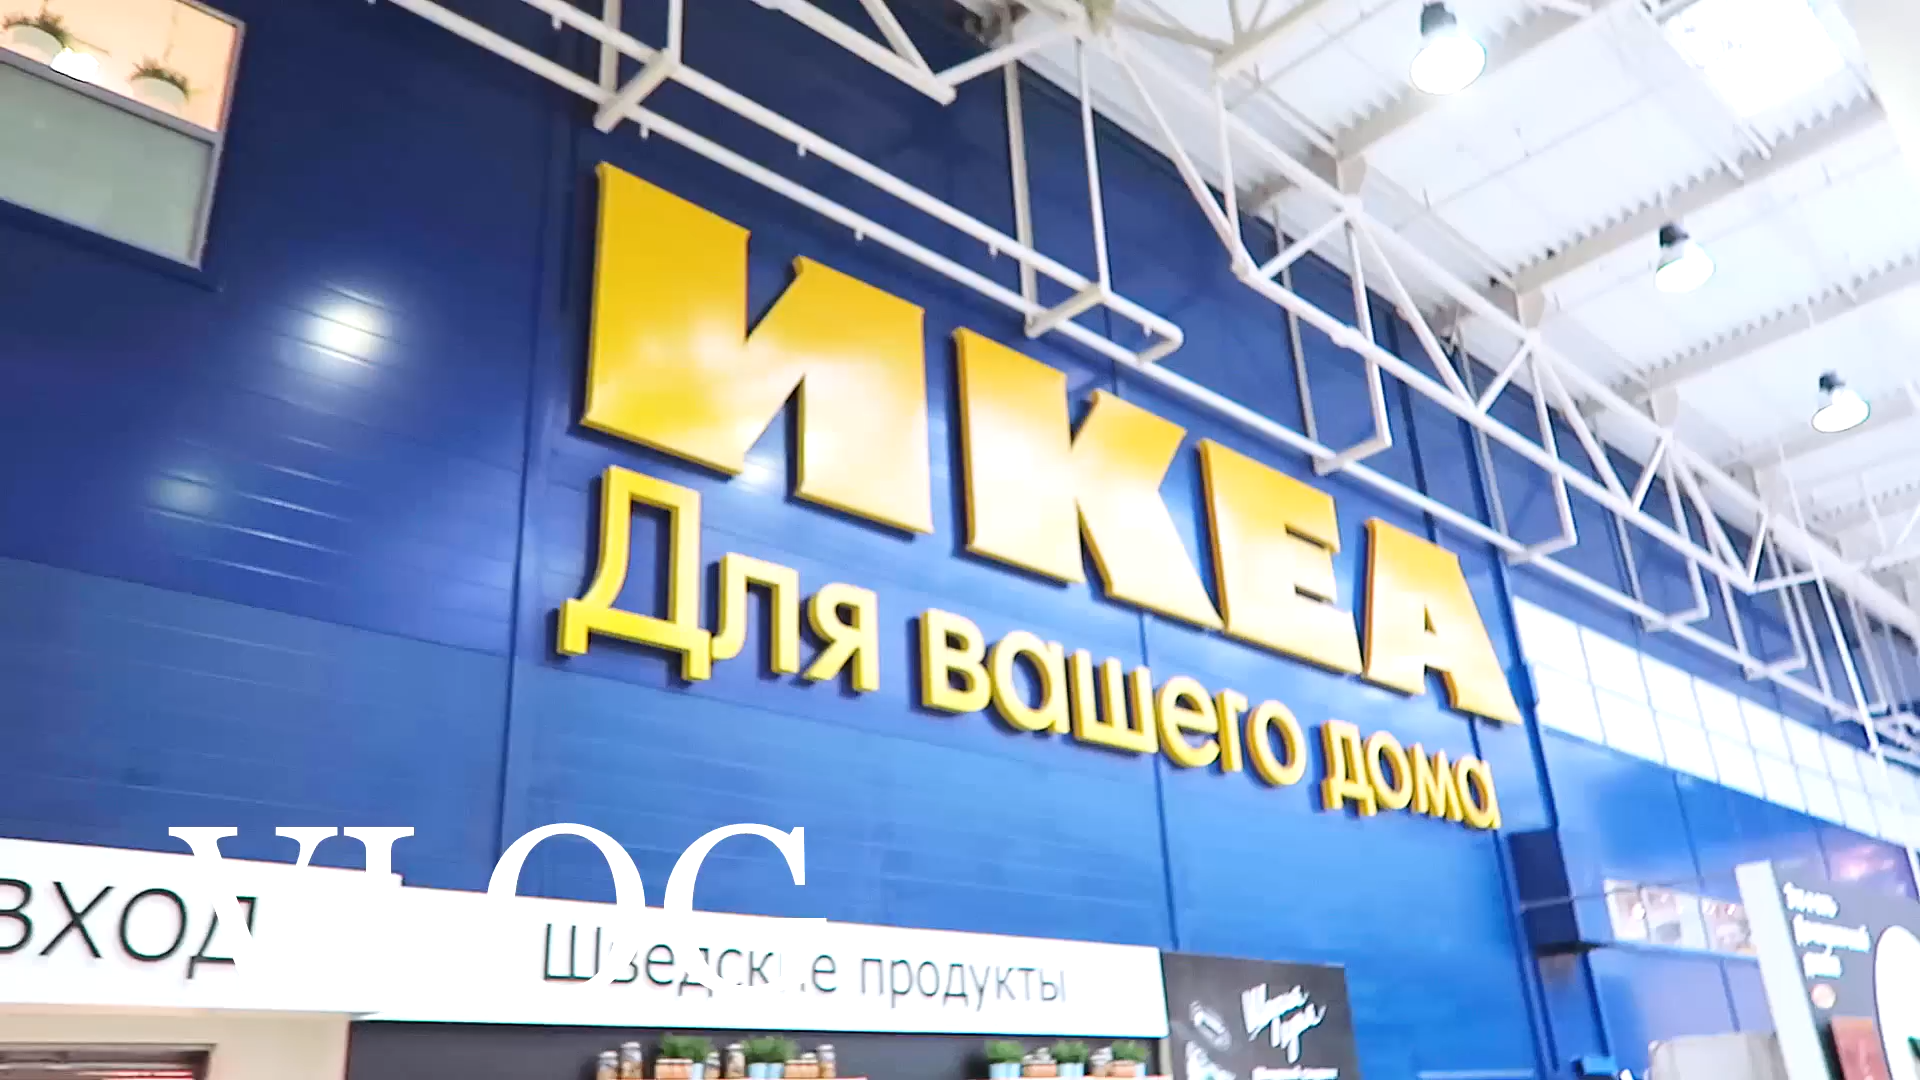 ИКЕА
Для вашего дома
VLOG
вход
Шведские продукты